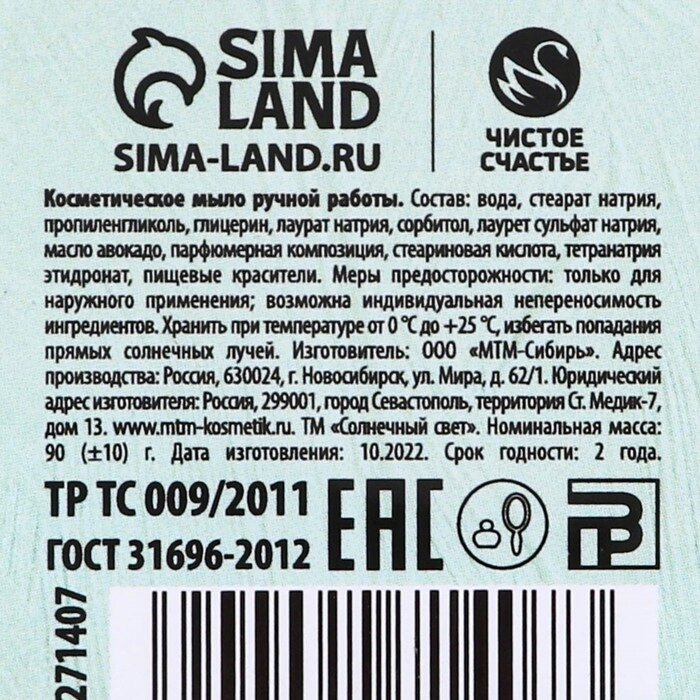 SIMA
LAND
SIMA-LAND.RU
ЧИСТОЕ
СЧАСТЬЕ
Косметическое мыло ручной работы. Состав: вода, стеарат натрия,
пропиленгликоль, глицерин, лаурат натрия, сорбитол, лаурет сульфат натрия,
масло авокадо, парфюмерная композиция, стеариновая кислота, тетранатрия
этидронат, пищевые красители. Меры предосторожности: только для
наружного применения; возможна индивидуальная непереносимость
ингредиентов. Хранить при температуре от 0 °С до +25 °С, избегать попадания
прямых солнечных лучей. Изготовитель: ООО «МТМ-Сибирь». Адрес
производства: Россия, 630024, г. Новосибирск, ул. Мира, д. 62/1. Юридический
адрес изготовителя: Россия, 299001, город Севастополь, территория Ст. Медик-7,
дом 13. www.mtm-kosmetik.ru. ТМ «Солнечный свет». Номинальная масса:
90 (±10) г. Дата изготовления: 10.2022. Срок годности: 2 года.
ТР ТС 009/2011
ГОСТ 31696-2012
ЕАС
271407